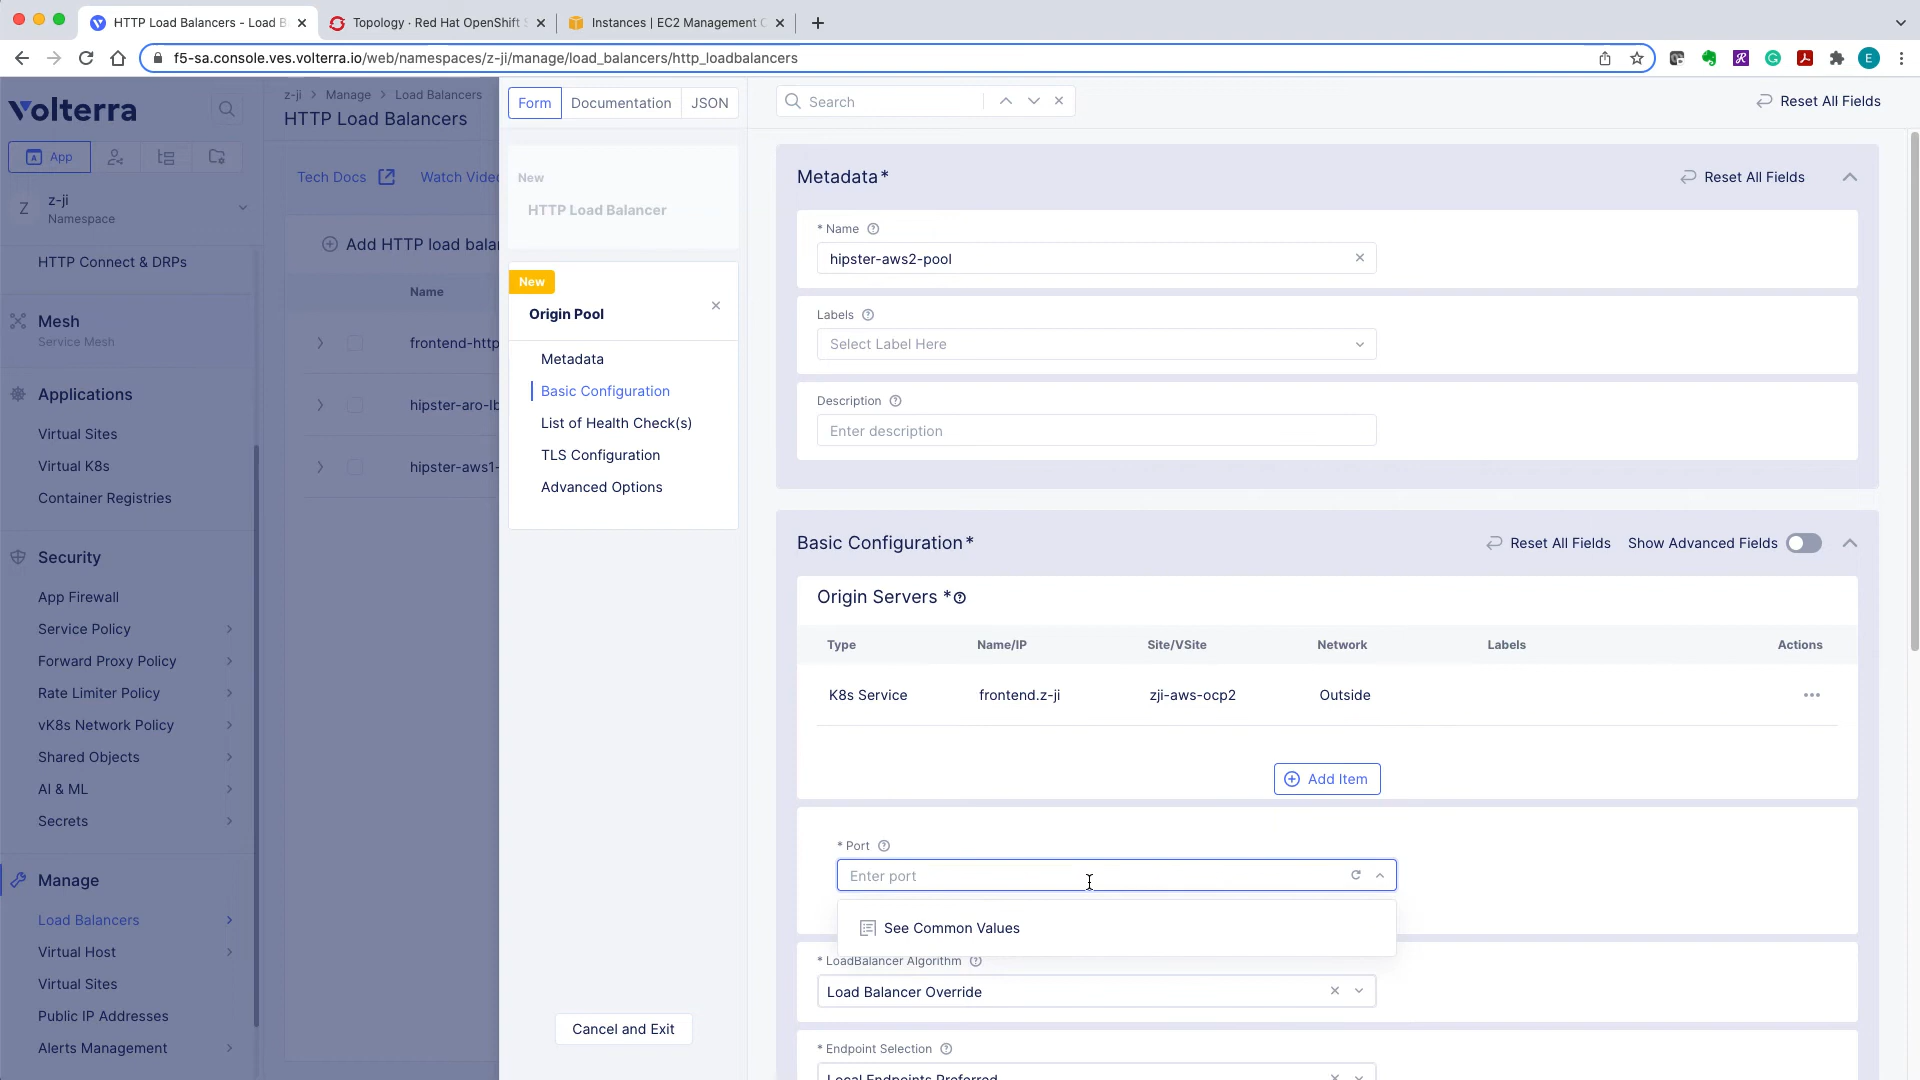 HTTP Load Balancers - Load B
Topology · Red Hat OpenShift S
Instances | EC2 Management C
f5-sa.console.ves.volterra.io/web/namespaces/z-ji/manage/load_balancers/http_loadbalancers
E
Volterra
App
Z
z-ji
Namespace
HTTP Connect & DRPs
Mesh
Service Mesh
Applications
Virtual Sites
Virtual K8s
Container Registries
Security
App Firewall
Service Policy
Forward Proxy Policy
Rate Limiter Policy
vK8s Network Policy
Shared Objects
AI & ML
Secrets
Manage
Load Balancers
Virtual Host
Virtual Sites
Public IP Addresses
Alerts Management
z-ji > Manage > Load Balancers
HTTP Load Balancers
Tech Docs
Watch Vide
Add HTTP load balan
Name
frontend-http
hipster-aro-lb
hipster-aws1-
Form
Documentation
JSON
New
HTTP Load Balancer
New
Origin Pool
Metadata
Basic Configuration
List of Health Check(s)
TLS Configuration
Advanced Options
Cancel and Exit
Search
Reset All Fields
Metadata*
Reset All Fields
* Name
hipster-aws2-pool
Labels
Select Label Here
Description
Enter description
Basic Configuration*
Reset All Fields
Show Advanced Fields
Origin Servers *
Type Name/IP Site/VSite Network Labels Actions
K8s Service frontend.z-ji zji-aws-ocp2 Outside
Add Item
* Port
Enter port
See Common Values
* LoadBalancer Algorithm
Load Balancer Override
* Endpoint Selection
Local Endpoints Preferred